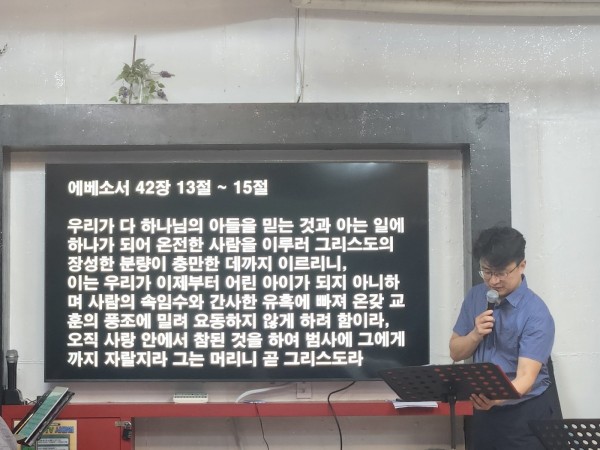 에베소서 42장 13절 ~ 15절
우리가 다 하나님의 아들을 믿는 것과 아는 일에
하나가 되어 온전한 사람을 이루러 그리스도의
장성한 분량이 충만한 데까지 이르리니,
이는 우리가 이제부터 어린 아이가 되지 아니하
며 사람의 속임수와 간사한 유혹에 빠져 온갖 교
훈의 풍조에 밀려 요동하지 않게 하려 함이라,
오직 사랑 안에서 참된 것을 하여 범사에 그에게
까지 자랄지라 그는 머리니 곧 그리스도라